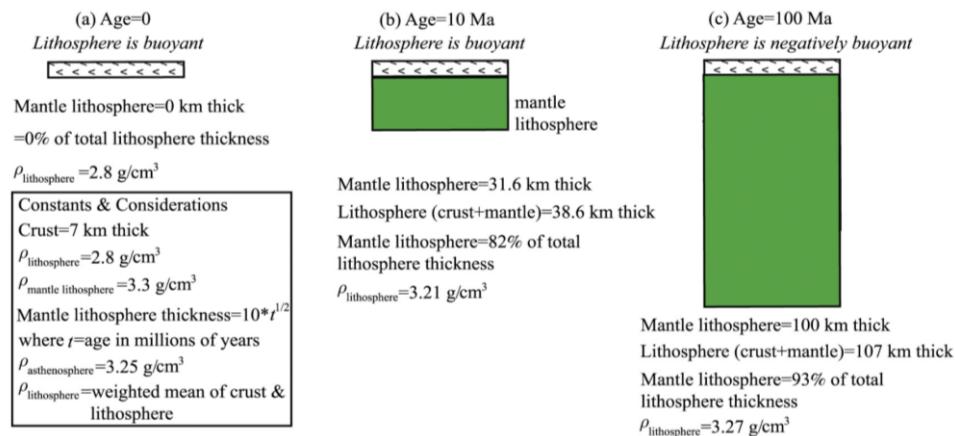 (a) Age=0
Lithosphere is buoyant
Mantle lithosphere=0 km thick
=0% of total lithosphere thickness
ρlithosphere =2.8 g/cm³
Constants & Considerations
Crust=7 km thick
ρlithosphere=2.8 g/cm³
ρmantle lithosphere =3.3 g/cm³
Mantle lithosphere thickness=10*t^1/2
where t=age in millions of years
ρasthenosphere=3.25 g/cm³
ρlithosphere=weighted mean of crust &
lithosphere
(b) Age=10 Ma
Lithosphere is buoyant
mantle
lithosphere
Mantle lithosphere=31.6 km thick
Lithosphere (crust+mantle)=38.6 km thick
Mantle lithosphere=82% of total
lithosphere thickness
ρlithosphere=3.21 g/cm³
(c) Age=100 Ma
Lithosphere is negatively buoyant
Mantle lithosphere=100 km thick
Lithosphere (crust+mantle)=107 km thick
Mantle lithosphere=93% of total
lithosphere thickness
ρlithosphere=3.27 g/cm³